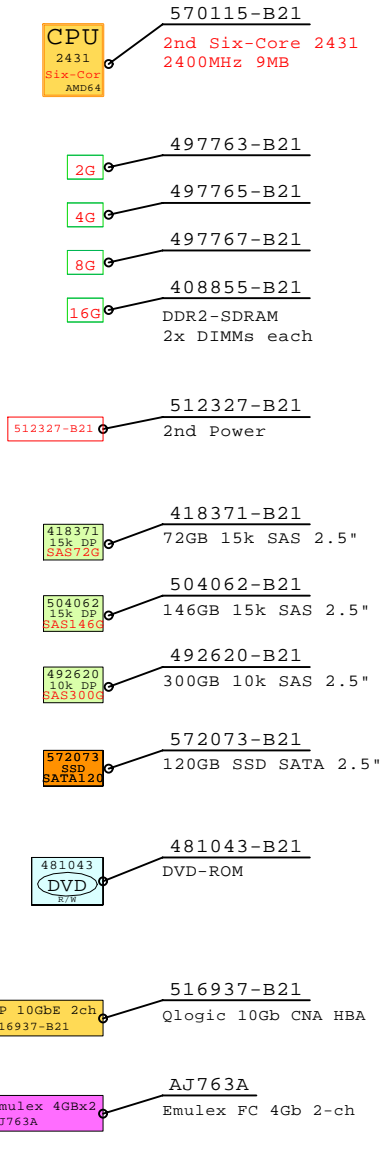 570115-B21
CPU
2431
Six-Cor
AMD64
2nd Six-Core 2431
2400MHz 9MB
497763-B21
2G
497765-B21
4G
497767-B21
8G
408855-B21
16G
DDR2-SDRAM
2x DIMMs each
512327-B21
512327-B21
2nd Power
418371-B21
418371
15k DP
SAS72G
72GB 15k SAS 2.5"
504062-B21
504062
15k DP
SAS146G
146GB 15k SAS 2.5"
492620-B21
492620
10k DP
SAS300G
300GB 10k SAS 2.5"
572073-B21
572073
SSD
SATA120
120GB SSD SATA 2.5"
481043-B21
481043
DVD
R/W
DVD-ROM
516937-B21
P 10GbE 2ch
16937-B21
Qlogic 10Gb CNA HBA
AJ763A
mulex 4GBx2
J763A
Emulex FC 4Gb 2-ch